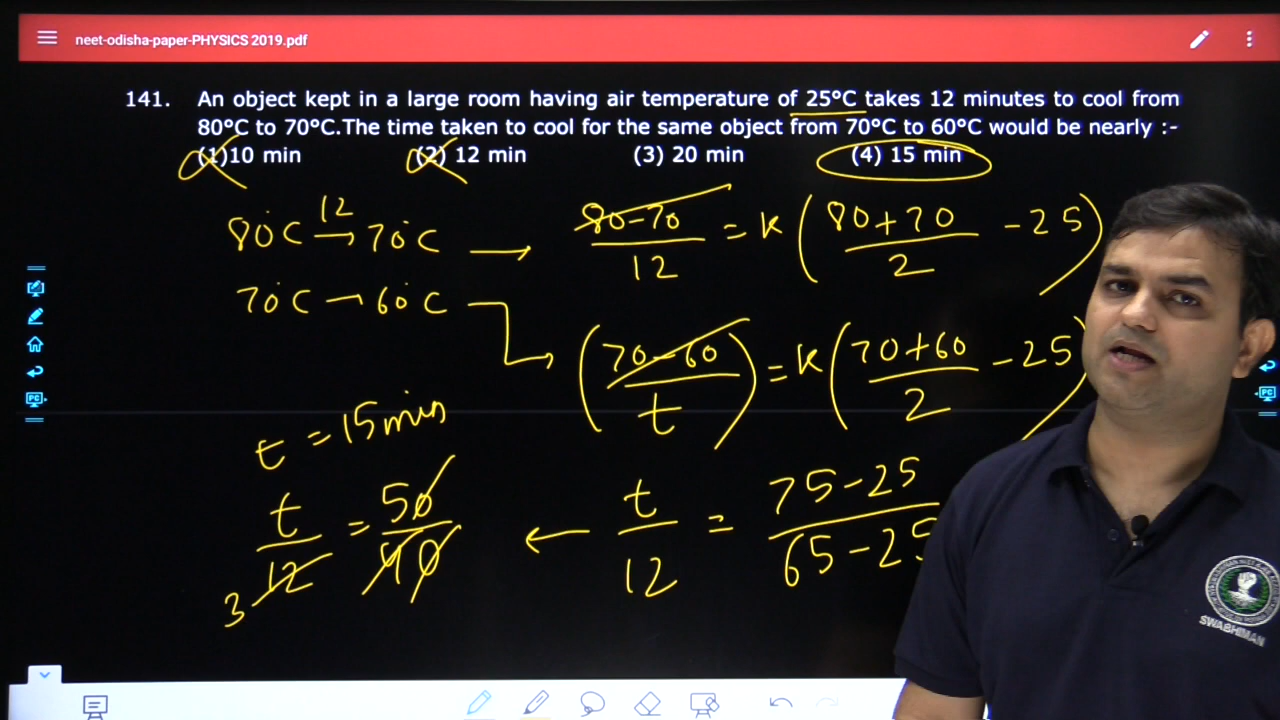 neet-odisha-paper-PHYSICS 2019.pdf
141. An object kept in a large room having air temperature of 25°C takes 12 minutes to cool from
80°C to 70°C.The time taken to cool for the same object from 70°C to 60°C would be nearly :-
(1)10 min (2) 12 min (3) 20 min (4) 15 min
80°C 12→ 70°C → 80-70/12 = K (80+70/2 - 25)
70°C → 60°C → (70-60/t) = K (70+60/2 - 25)
t = 15 min
t/12 = 50/40 ← t/12 = 75-25/65-25
3
PC
PC
SWABHIMAN